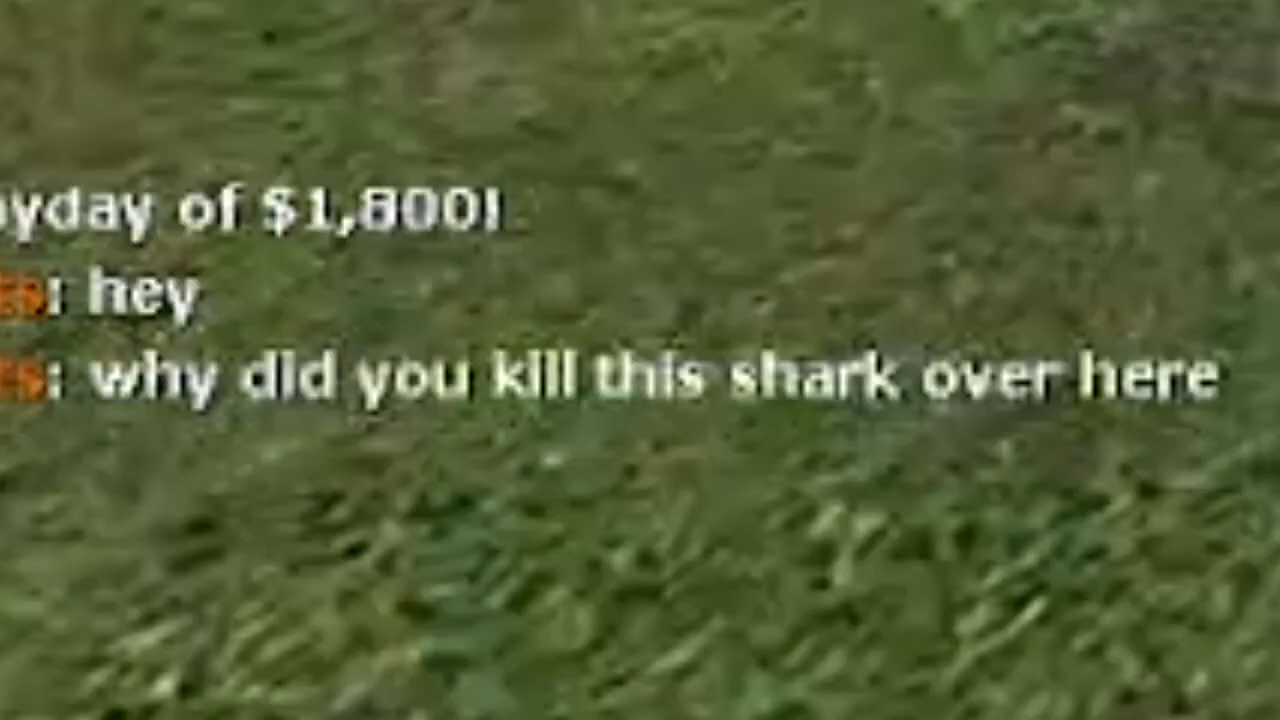 yday of $1,800!
: hey
: why did you kill this shark over here